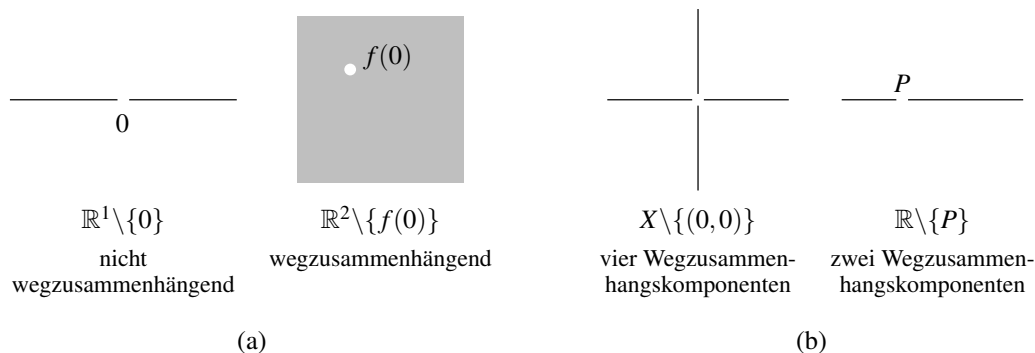 f(0)
0
P
ℝ¹\{0}
nicht
wegzusammenhängend
ℝ²\{f(0)}
wegzusammenhängend
X\{(0,0)}
vier Wegzusammen-
hangskomponenten
ℝ\{P}
zwei Wegzusammen-
hangskomponenten
(a)
(b)